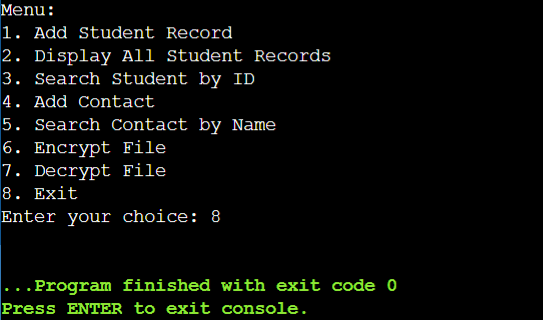 Menu:
1. Add Student Record
2. Display All Student Records
3. Search Student by ID
4. Add Contact
5. Search Contact by Name
6. Encrypt File
7. Decrypt File
8. Exit
Enter your choice: 8
...Program finished with exit code 0
Press ENTER to exit console.